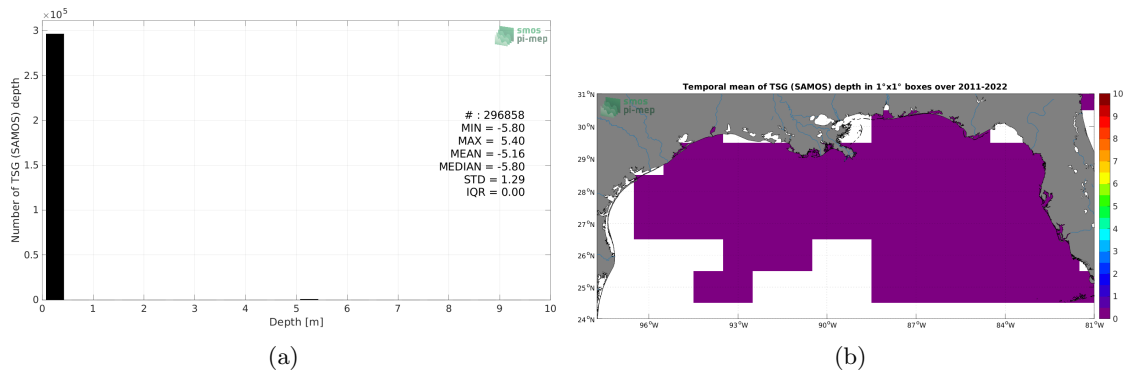 ×10⁵
3
2.5
2
1.5
1
0.5
0
Number of TSG (SAMOS) depth
smos
pi-mep
# : 296858
MIN = -5.80
MAX = 5.40
MEAN = -5.16
MEDIAN = -5.80
STD = 1.29
IQR = 0.00
0 1 2 3 4 5 6 7 8 9 10
Depth [m]
(a)
Temporal mean of TSG (SAMOS) depth in 1°x1° boxes over 2011-2022
smos
pi-mep
31°N
30°N
29°N
28°N
27°N
26°N
25°N
24°N
96°W 93°W 90°W 87°W 84°W 81°W
10
9
8
7
6
5
4
3
2
1
0
(b)